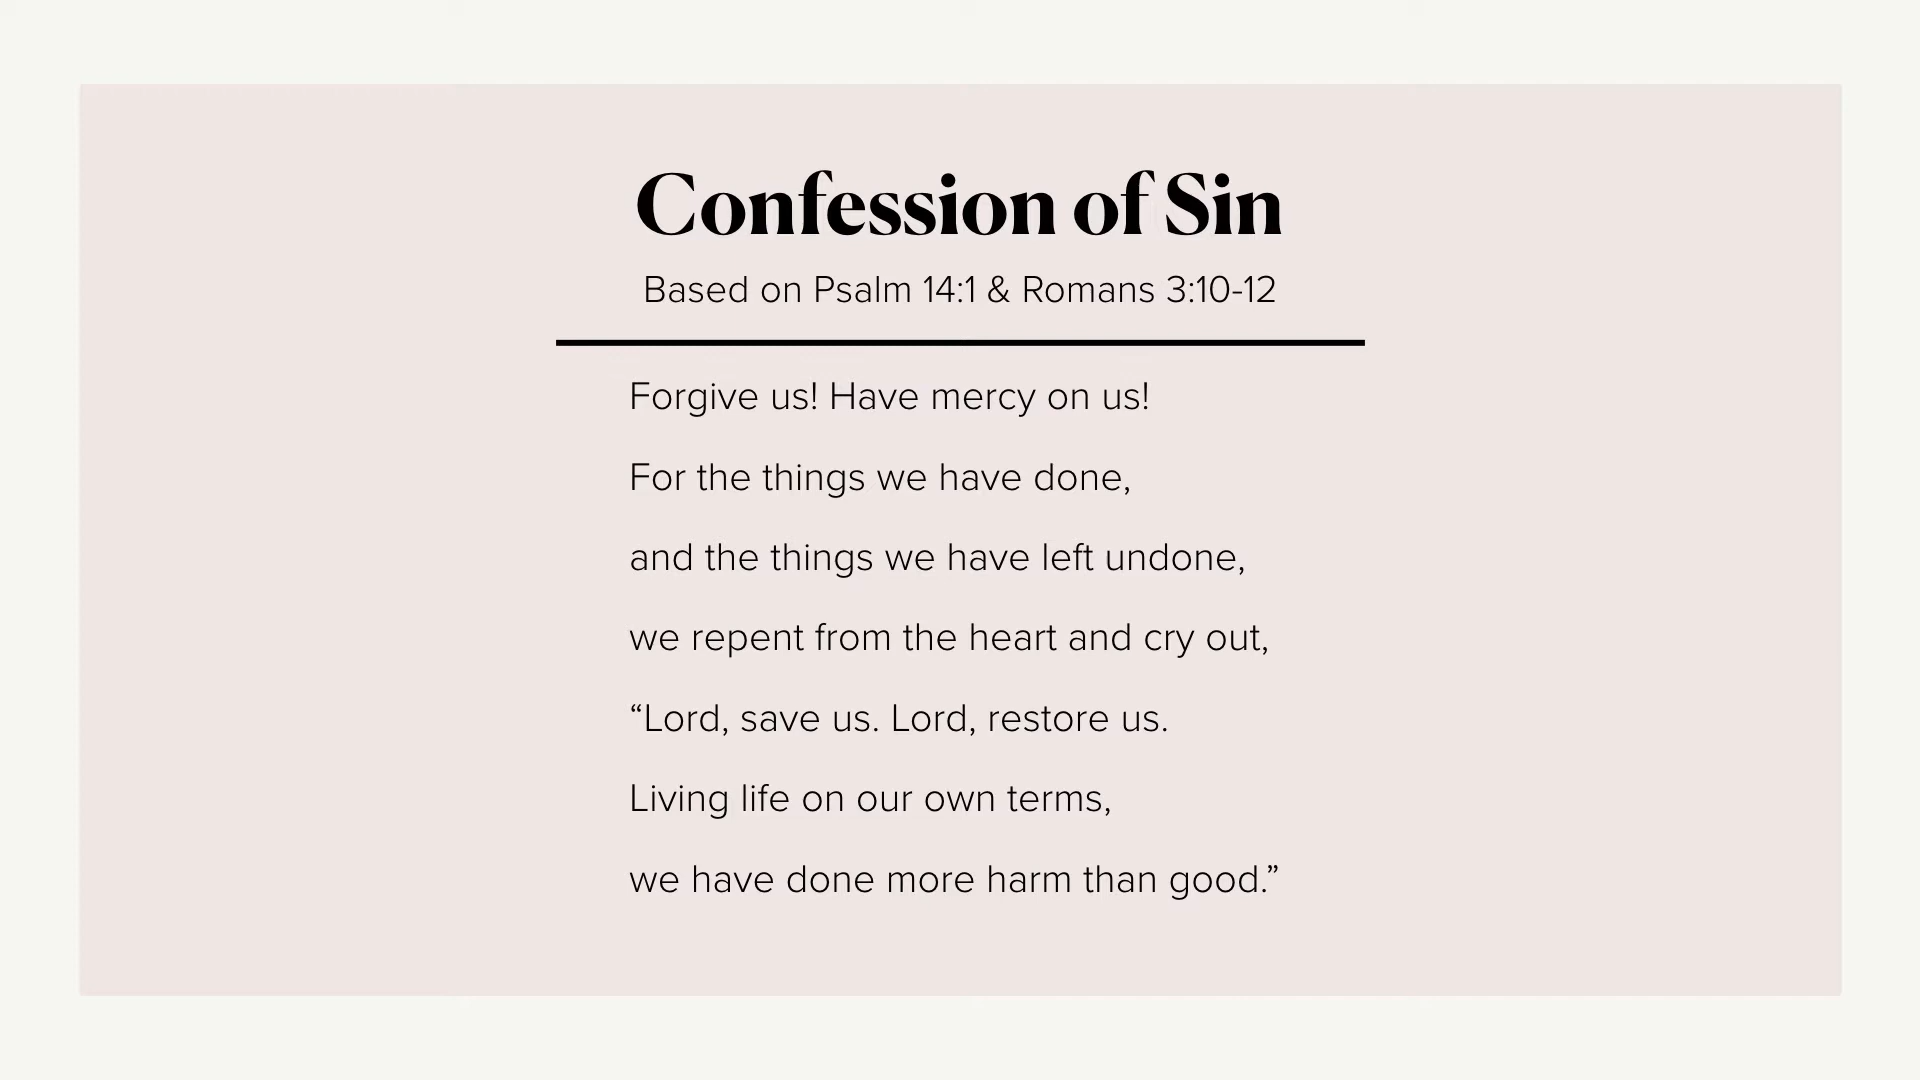 Confession of Sin
Based on Psalm 14:1 & Romans 3:10-12
Forgive us! Have mercy on us!
For the things we have done,
and the things we have left undone,
we repent from the heart and cry out,
“Lord, save us. Lord, restore us.
Living life on our own terms,
we have done more harm than good.”